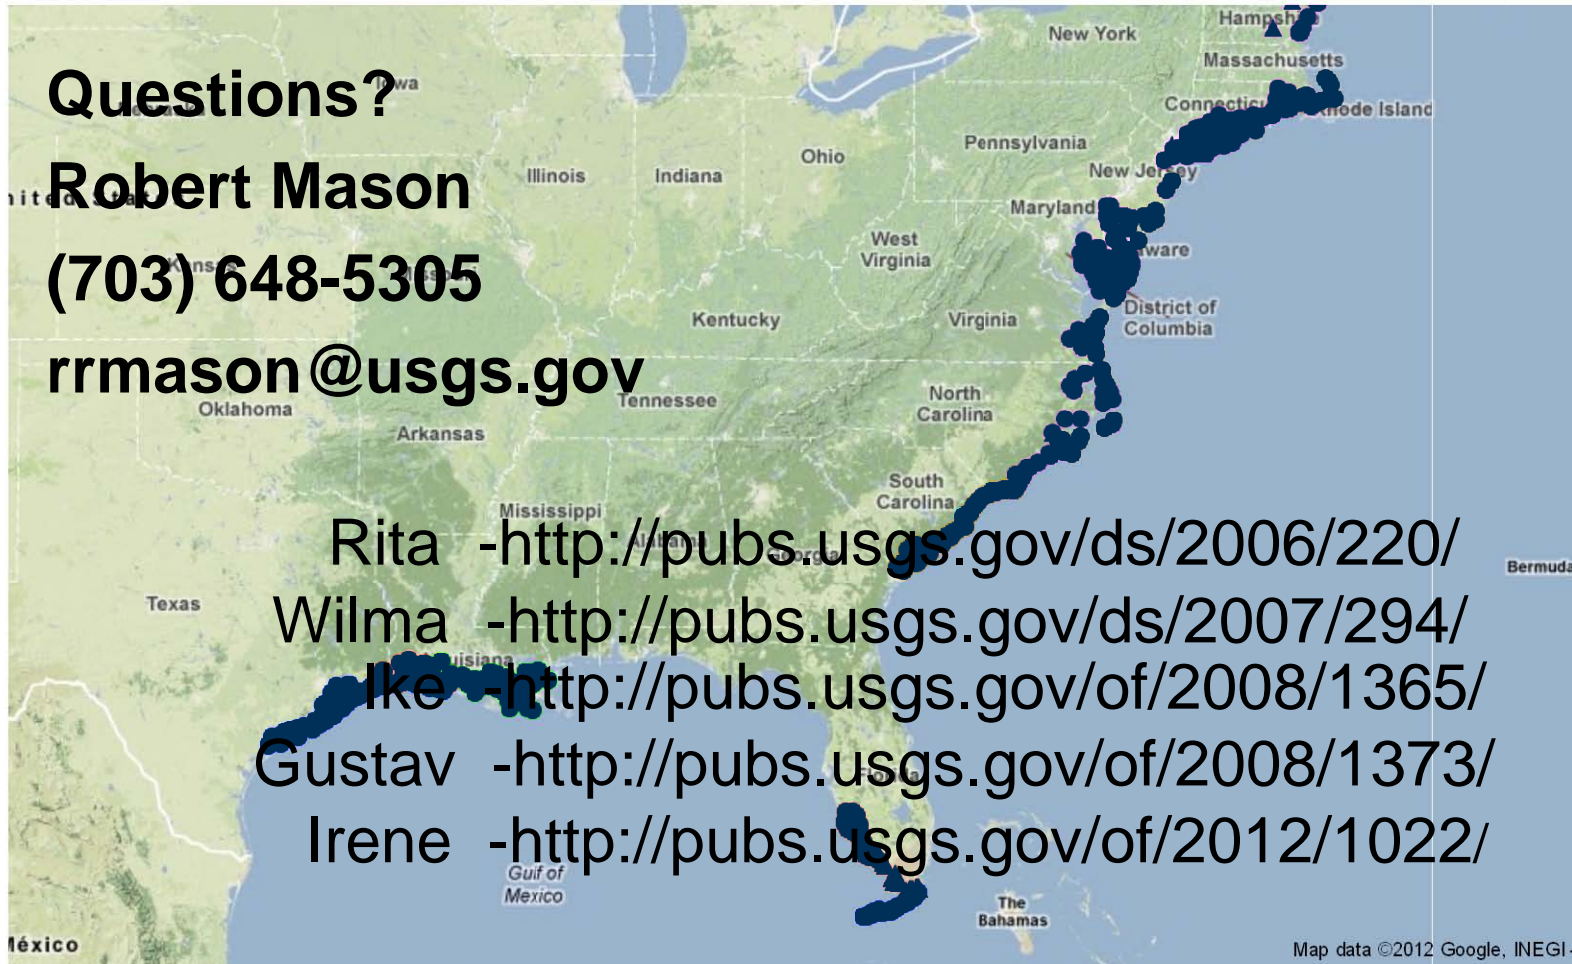 Questions?
Robert Mason
(703) 648-5305
rrmason@usgs.gov
Rita -http://pubs.usgs.gov/ds/2006/220/
Wilma -http://pubs.usgs.gov/ds/2007/294/
Ike -http://pubs.usgs.gov/of/2008/1365/
Gustav -http://pubs.usgs.gov/of/2008/1373/
Irene -http://pubs.usgs.gov/of/2012/1022/
New York
Massachusetts
Pennsylvania
Ohio
Illinois
Indiana
New Jersey
Maryland
West
Virginia
District of
Columbia
Kentucky
Virginia
Tennessee
North
Carolina
Oklahoma
Arkansas
South
Carolina
Mississippi
Alabama
Georgia
Bermuda
Texas
Florida
Gulf of
Mexico
The
Bahamas
México
Map data ©2012 Google, INEGI -